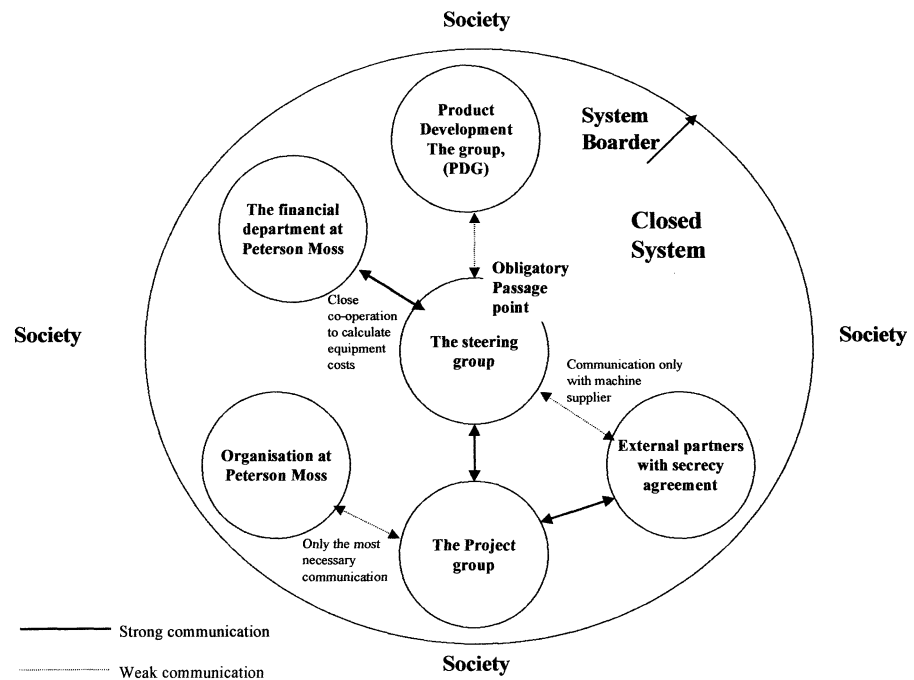 Society
Product
Development
The group,
(PDG)
System
Boarder
The financial
department at
Peterson Moss
Closed
System
Obligatory
Passage
point
Close
co-operation
to calculate
equipment
costs
Society
Society
The steering
group
Communication only
with machine
supplier
Organisation at
Peterson Moss
External partners
with secrecy
agreement
Only the most
necessary
communication
The Project
group
Strong communication
Society
Weak communication